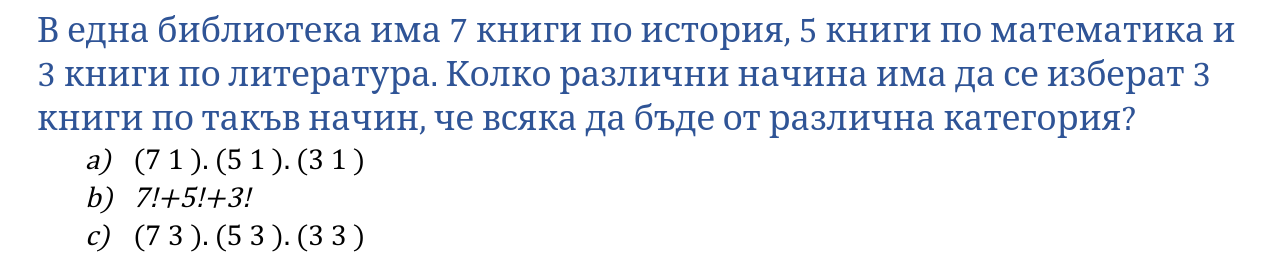 В една библиотека има 7 книги по история, 5 книги по математика и
3 книги по литература. Колко различни начина има да се изберат 3
книги по такъв начин, че всяка да бъде от различна категория?
a) (7 1 ). (5 1 ). (3 1 )
b) 7!+5!+3!
c) (7 3 ). (5 3 ). (3 3 )